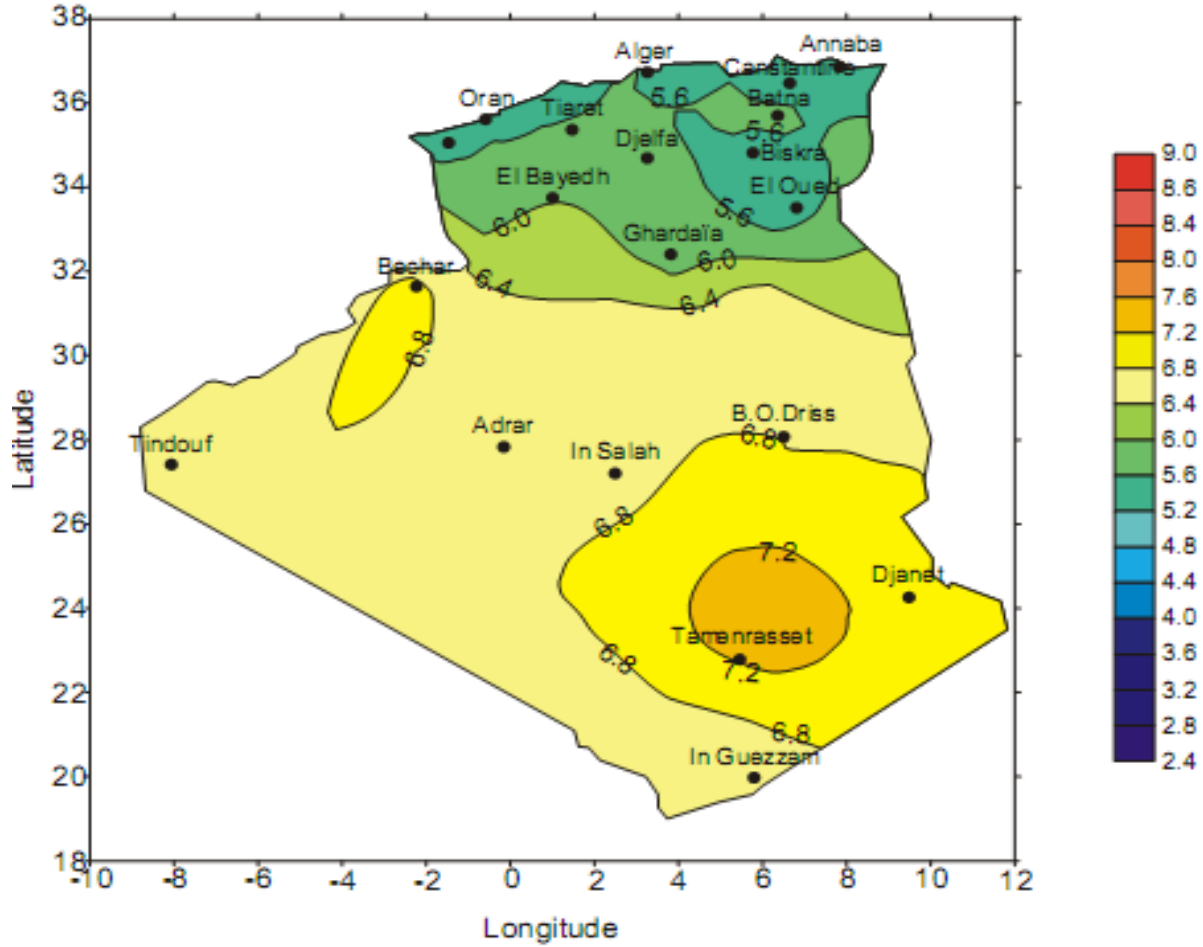 38
Annaba
Alger
Constantine
36
5.6
Batna
Oran
Tiaret
5.6
Djelfa
Biskra
34
El Bayedh
El Oued
5.6
6.0
Ghardaïa
6.0
32
Bechar
6.4
6.4
30
6.8
28
Tindouf
Adrar
B.O.Driss
6.8
In Salah
26
6.8
7.2
Djanet
24
Tamenrasset
6.8
7.2
22
6.8
In Guezzam
20
18
-10 -8 -6 -4 -2 0 2 4 6 8 10 12
Longitude
Latitude
9.0
8.6
8.4
8.0
7.6
7.2
6.8
6.4
6.0
5.6
5.2
4.8
4.4
4.0
3.6
3.2
2.8
2.4